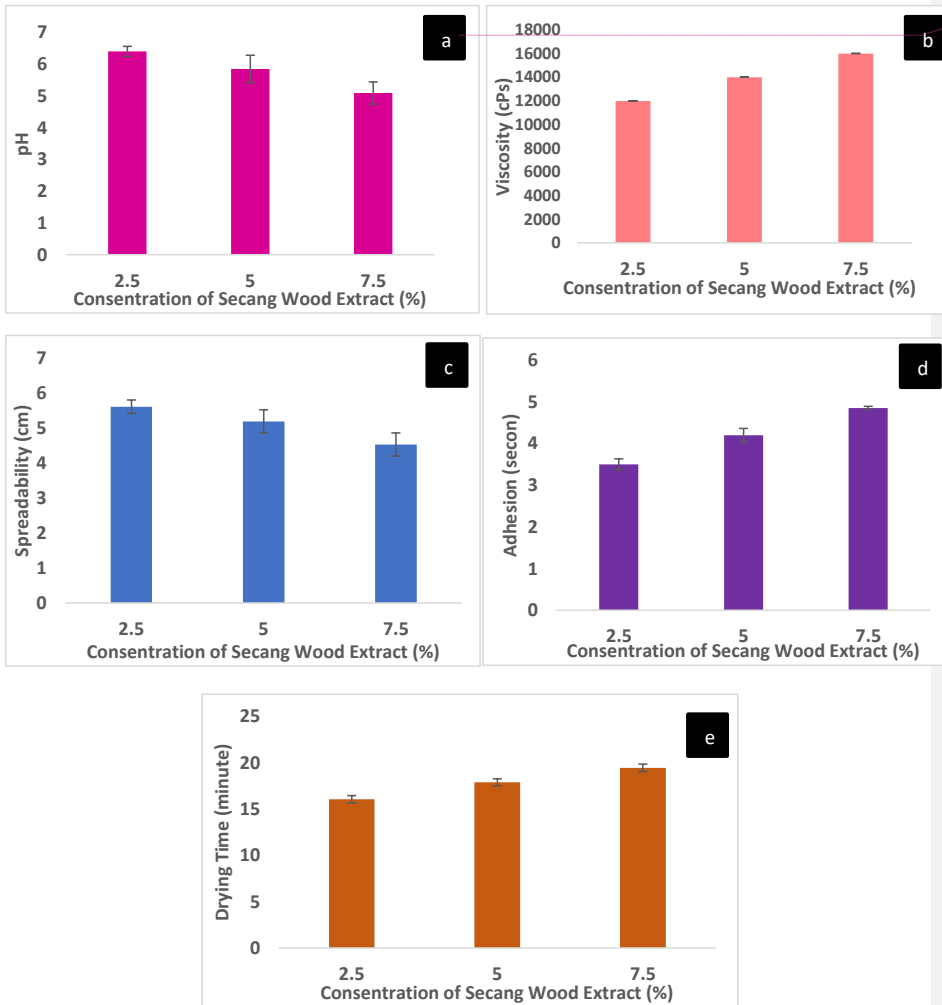 a
7
6
5
4
3
2
1
0
pH
2.5 5 7.5
Consentration of Secang Wood Extract (%)
b
18000
16000
14000
12000
10000
8000
6000
4000
2000
0
Viscosity (cPs)
2.5 5 7.5
Consentration of Secang Wood Extract (%)
c
7
6
5
4
3
2
1
0
Spreadability (cm)
2.5 5 7.5
Consentration of Secang Wood Extract (%)
d
6
5
4
3
2
1
0
Adhesion (secon)
2.5 5 7.5
Consentration of Secang Wood Extract (%)
e
25
20
15
10
5
0
Drying Time (minute)
2.5 5 7.5
Consentration of Secang Wood Extract (%)